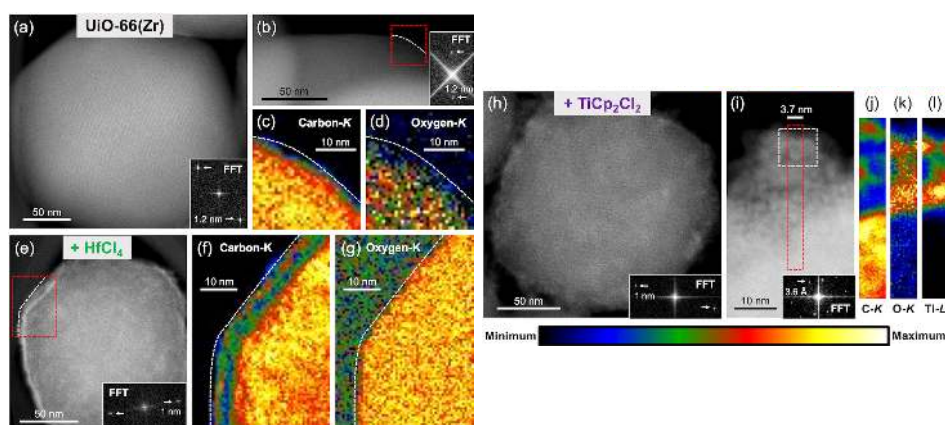 (a) UiO-66(Zr)
50 nm
FFT
1.2 nm
(b)
50 nm
FFT
1.2 nm
(c) Carbon-K
10 nm
(d) Oxygen-K
10 nm
(e) + HfCl4
50 nm
FFT
1 nm
(f) Carbon-K
10 nm
(g) Oxygen-K
10 nm
(h) + TiCp2Cl2
50 nm
1 nm
FFT
(i)
3.7 nm
10 nm
3.6 Å
FFT
(j) (k) (l)
C-K O-K Ti-L
Minimum Maximum